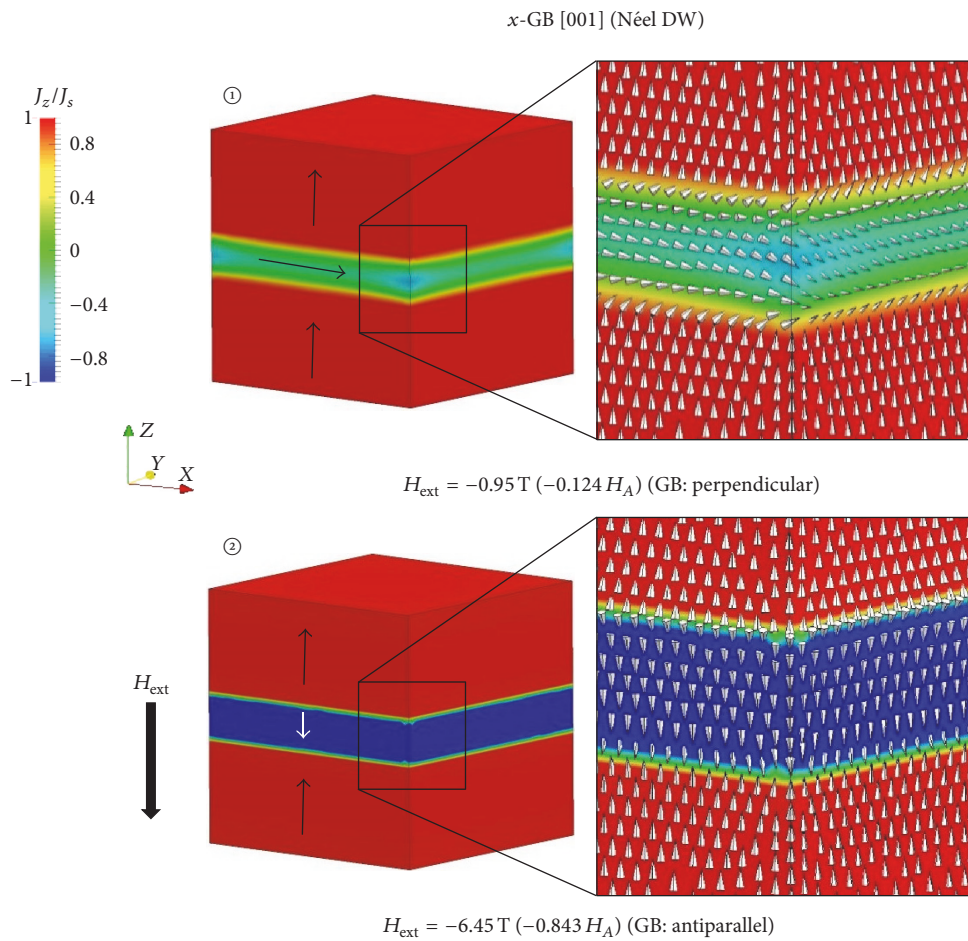 x-GB [001] (Néel DW)
J_z/J_s
1
0.8
0.4
0
−0.4
−0.8
−1
①
Z
Y
X
H_ext = −0.95 T (−0.124 H_A) (GB: perpendicular)
②
H_ext
H_ext = −6.45 T (−0.843 H_A) (GB: antiparallel)